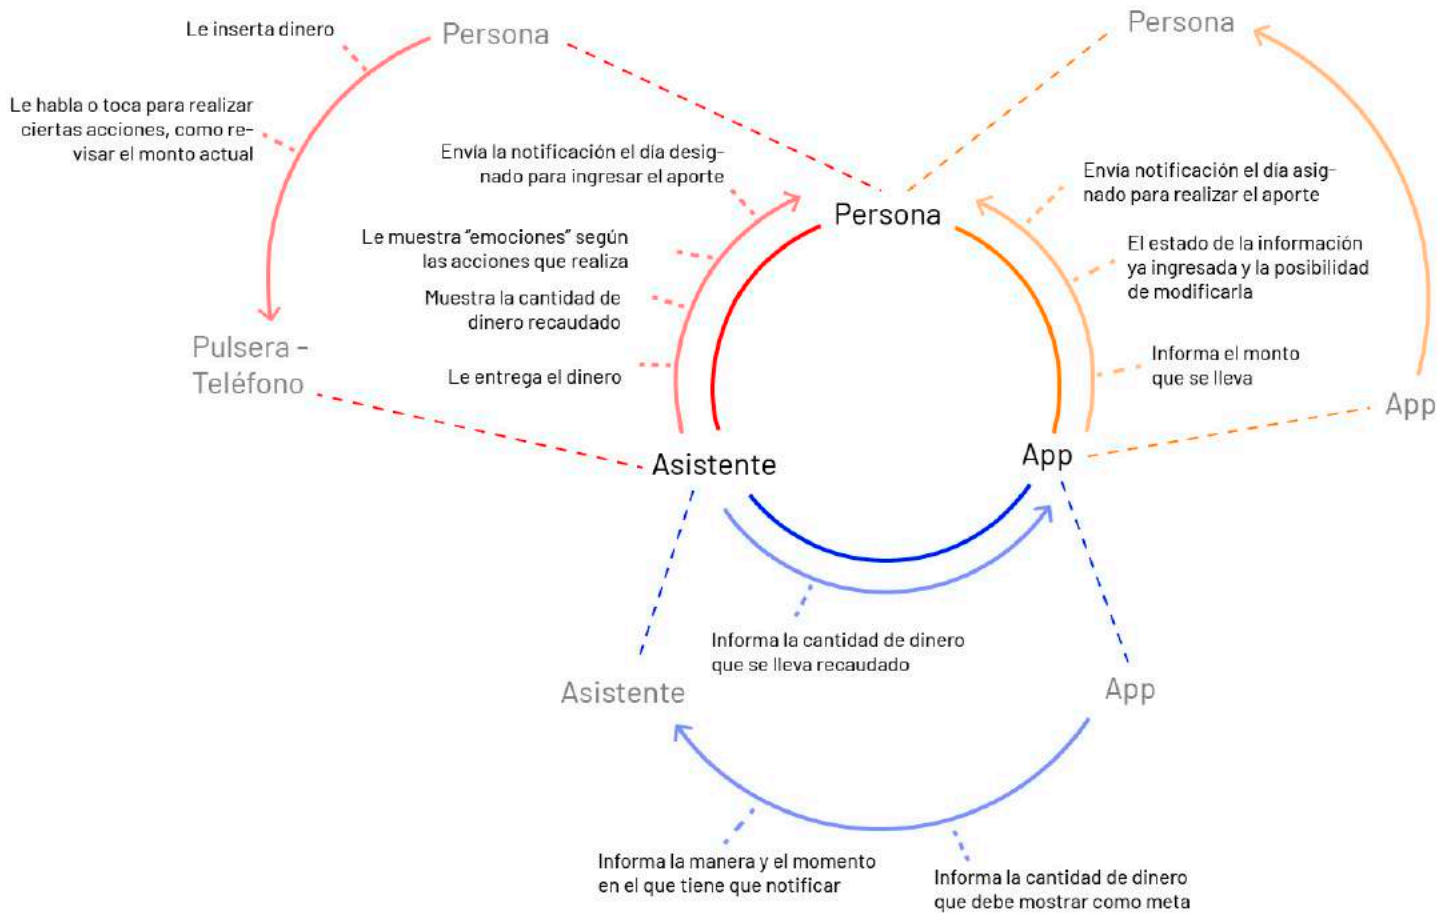 Le inserta dinero
Persona
Persona
Le habla o toca para realizar
ciertas acciones, como re-
visar el monto actual
Envía la notificación el día desig-
nado para ingresar el aporte
Envía notificación el día asig-
nado para realizar el aporte
Persona
Le muestra "emociones" según
las acciones que realiza
El estado de la información
ya ingresada y la posibilidad
de modificarla
Muestra la cantidad de
dinero recaudado
Pulsera -
Teléfono
Informa el monto
que se lleva
Le entrega el dinero
App
Asistente
App
Informa la cantidad de dinero
que se lleva recaudado
Asistente
App
Informa la manera y el momento
en el que tiene que notificar
Informa la cantidad de dinero
que debe mostrar como meta